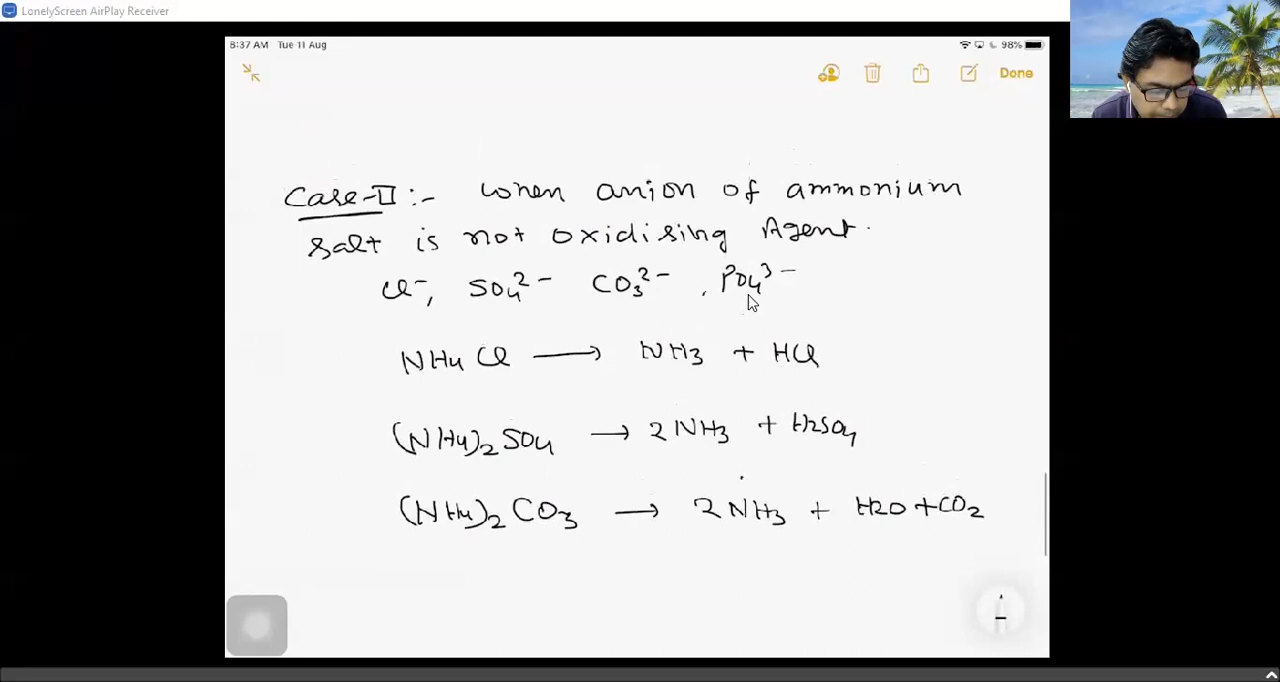 LonelyScreen AirPlay Receiver
8:37 AM Tue 11 Aug 98%
Done
Case-II :- When anion of ammonium
salt is not oxidising Agent.
Cl⁻, SO₄²⁻ CO₃²⁻ , PO₄³⁻
NH₄Cl ⟶ NH₃ + HCl
(NH₄)₂SO₄ ⟶ 2NH₃ + H₂SO₄
(NH₄)₂CO₃ ⟶ 2NH₃ + H₂O + CO₂